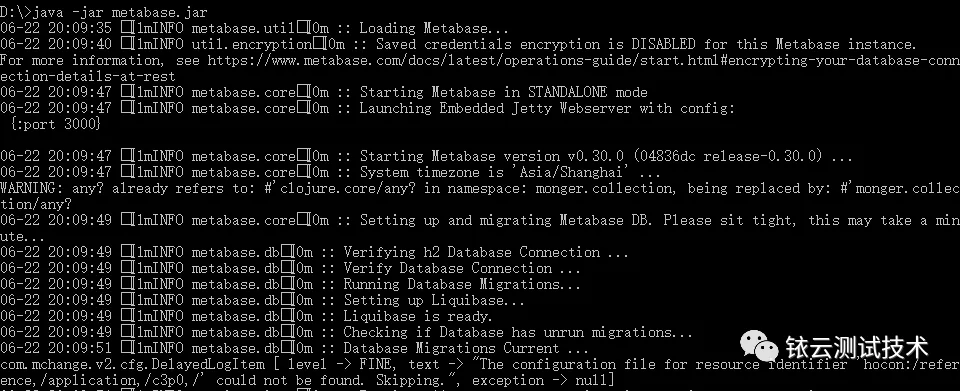 D:\>java -jar metabase.jar
06-22 20:09:35 □[1mINFO metabase.util□[0m :: Loading Metabase...
06-22 20:09:40 □[1mINFO util.encryption□[0m :: Saved credentials encryption is DISABLED for this Metabase instance.
For more information, see https://www.metabase.com/docs/latest/operations-guide/start.html#encrypting-your-database-conn
ection-details-at-rest
06-22 20:09:47 □[1mINFO metabase.core□[0m :: Starting Metabase in STANDALONE mode
06-22 20:09:47 □[1mINFO metabase.core□[0m :: Launching Embedded Jetty Webserver with config:
{:port 3000}
06-22 20:09:47 □[1mINFO metabase.core□[0m :: Starting Metabase version v0.30.0 (04836dc release-0.30.0) ...
06-22 20:09:47 □[1mINFO metabase.core□[0m :: System timezone is 'Asia/Shanghai' ...
WARNING: any? already refers to: #'clojure.core/any? in namespace: monger.collection, being replaced by: #'monger.collec
tion/any?
06-22 20:09:49 □[1mINFO metabase.core□[0m :: Setting up and migrating Metabase DB. Please sit tight, this may take a min
ute...
06-22 20:09:49 □[1mINFO metabase.db□[0m :: Verifying h2 Database Connection ...
06-22 20:09:49 □[1mINFO metabase.db□[0m :: Verify Database Connection ...
06-22 20:09:49 □[1mINFO metabase.db□[0m :: Running Database Migrations...
06-22 20:09:49 □[1mINFO metabase.db□[0m :: Setting up Liquibase...
06-22 20:09:49 □[1mINFO metabase.db□[0m :: Liquibase is ready.
06-22 20:09:49 □[1mINFO metabase.db□[0m :: Checking if Database has unrun migrations...
06-22 20:09:51 □[1mINFO metabase.db□[0m :: Database Migrations Current ...
com.mchange.v2.cfg.DelayedLogItem [ level -> FINE, text -> "The configuration file for resource identifier 'hocon:/refer
ence,/application,/c3p0,/' could not be found. Skipping.", exception -> null]
铱云测试技术